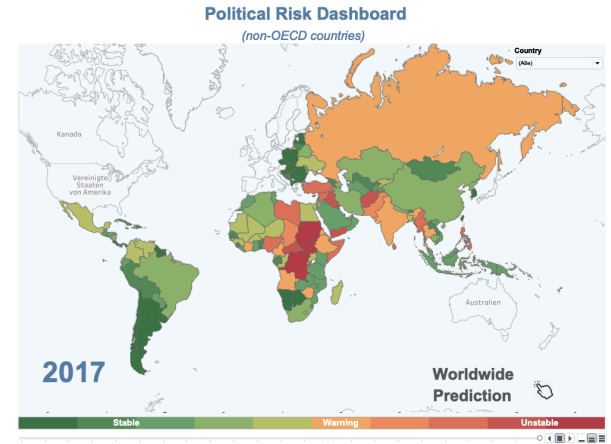 Political Risk Dashboard
(non-OECD countries)
Country
(Alle)
Kanada
Vereinigte
Staaten
von Amerika
Australien
2017
Worldwide
Prediction
Stable
Warning
Unstable